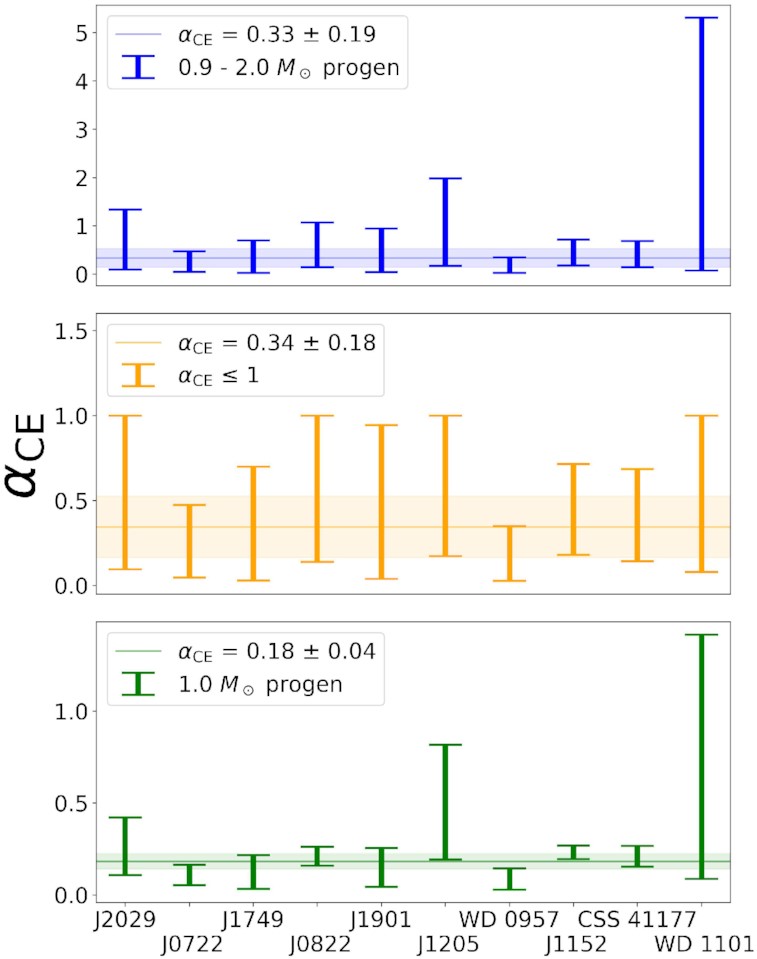 α_CE = 0.33 ± 0.19
0.9 - 2.0 M⊙ progen
5
4
3
2
1
0
α_CE = 0.34 ± 0.18
α_CE ≤ 1
1.5
1.0
0.5
0.0
α_CE
α_CE = 0.18 ± 0.04
1.0 M⊙ progen
1.0
0.5
0.0
J2029 J1749 J1901 WD 0957 CSS 41177
J0722 J0822 J1205 J1152 WD 1101